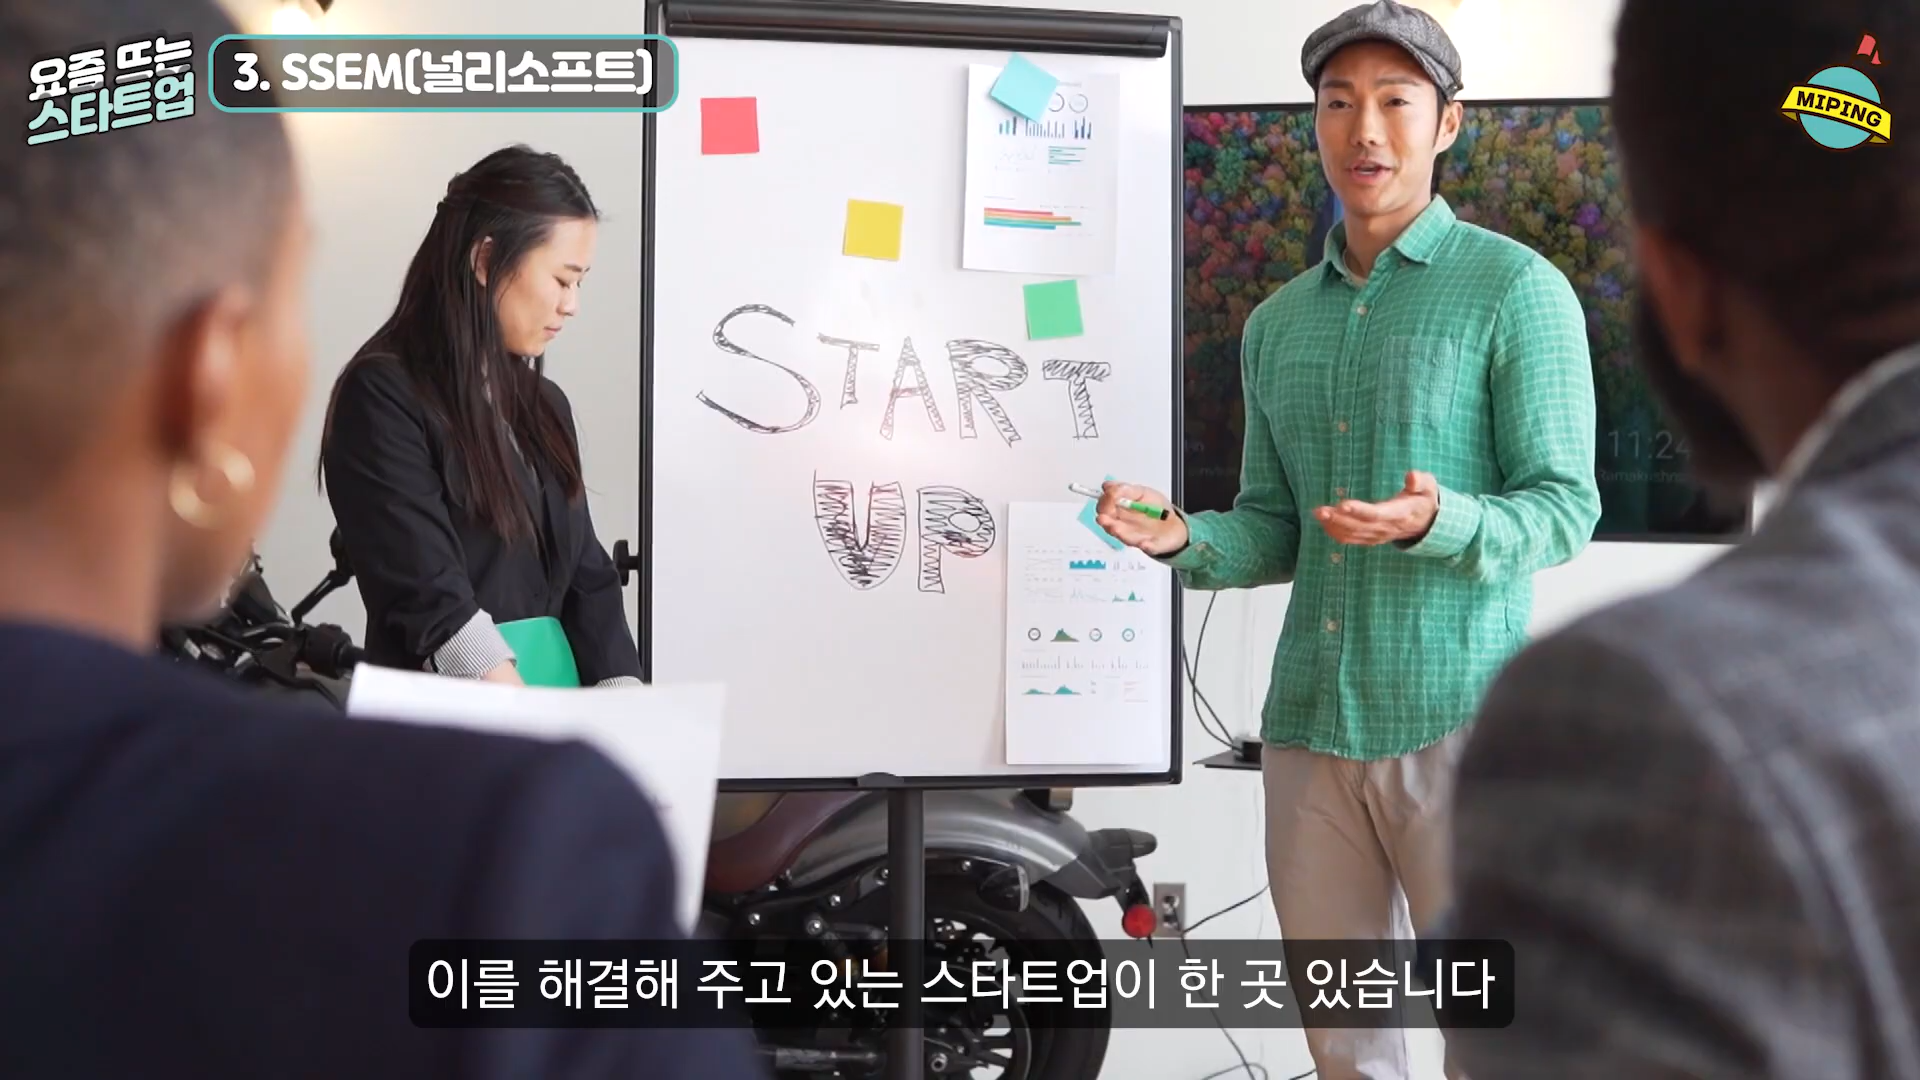 요즘 뜨는
스타트업
3. SSEM(널리소프트)
MIPING
START
UP
11:24
이를 해결해 주고 있는 스타트업이 한 곳 있습니다